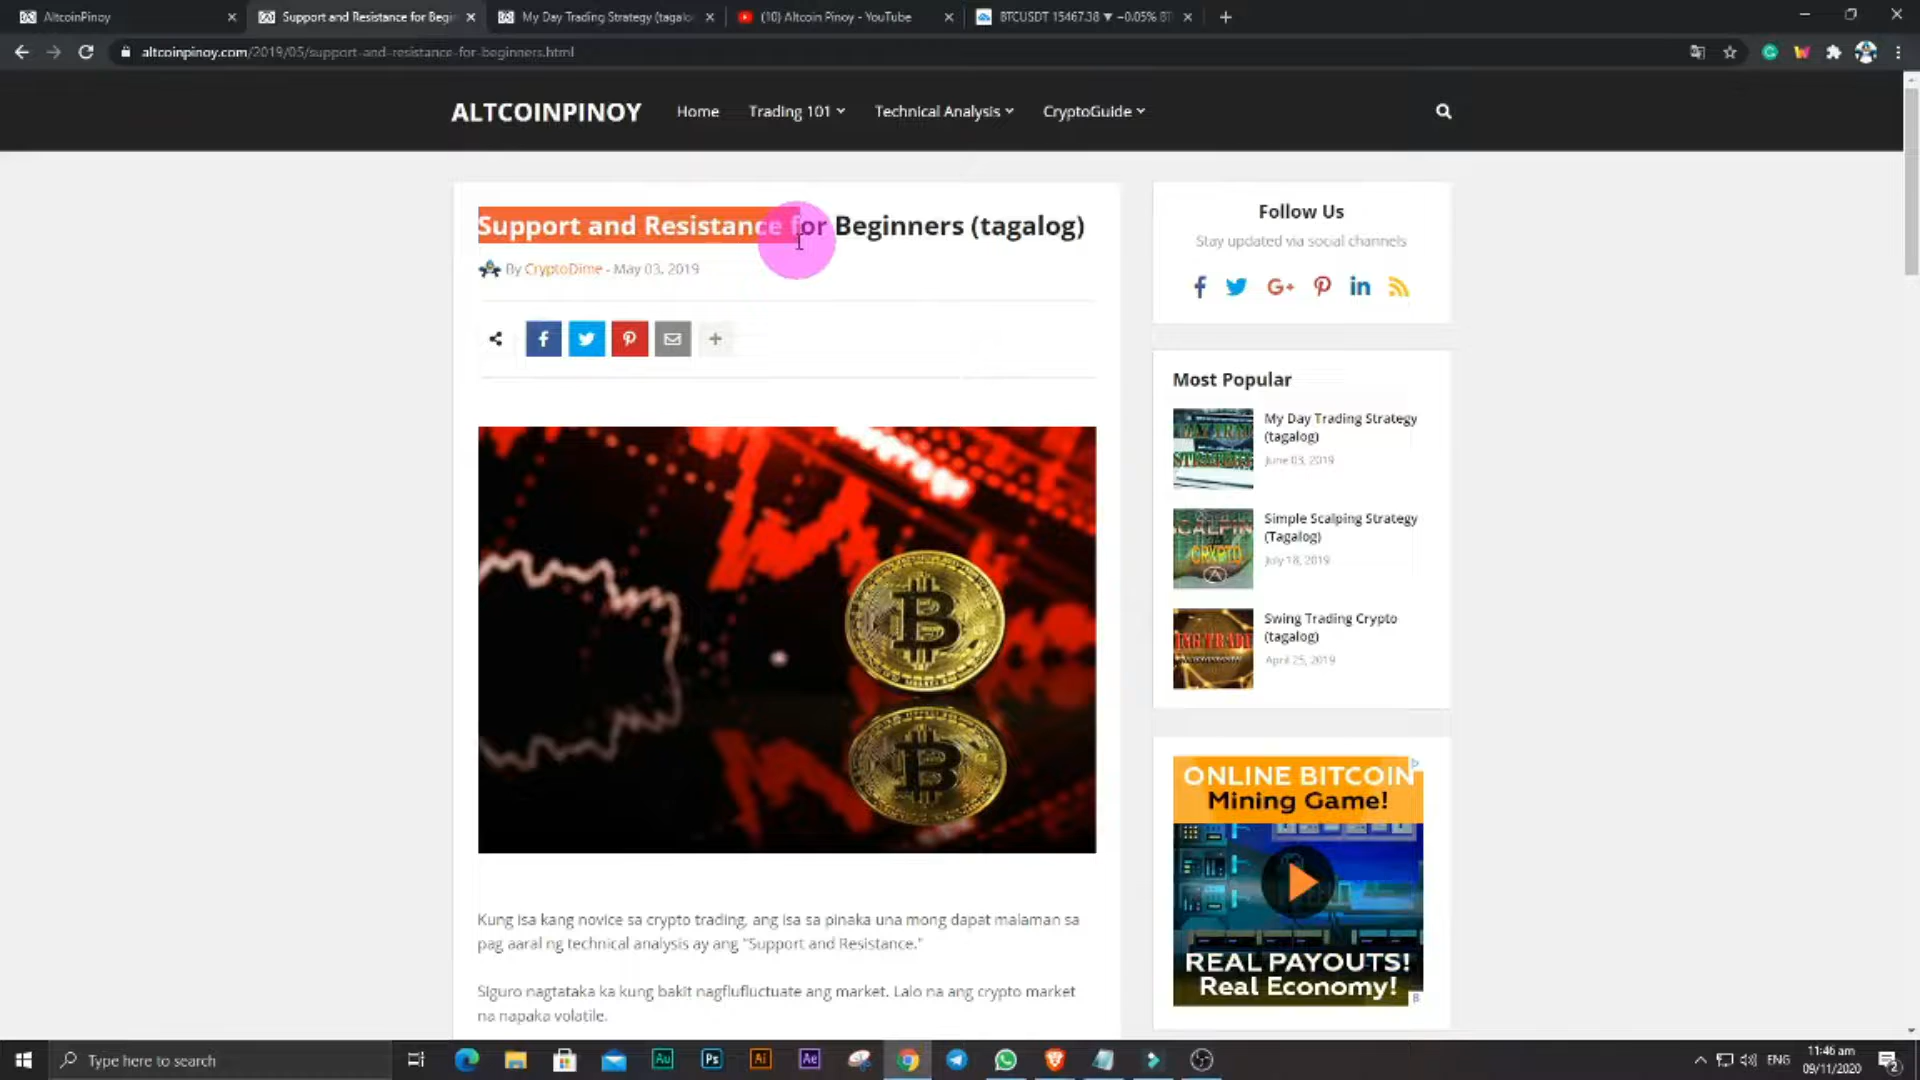 AltcoinPinoy
Support and Resistance for Begin
My Day Trading Strategy (tagalo
(10) Altcoin Pinoy - YouTube
BTCUSDT 15467.38 ▼ −0.05% BT
altcoinpinoy.com/2019/05/support-and-resistance-for-beginners.html
ALTCOINPINOY
Home
Trading 101
Technical Analysis
CryptoGuide
Support and Resistance for Beginners (tagalog)
By CryptoDime - May 03, 2019
Follow Us
Stay updated via social channels
Most Popular
My Day Trading Strategy
(tagalog)
June 03, 2019
Simple Scalping Strategy
(Tagalog)
July 18, 2019
Swing Trading Crypto
(tagalog)
April 25, 2019
ONLINE BITCOIN
Mining Game!
REAL PAYOUTS!
Real Economy!
Kung isa kang novice sa crypto trading, ang isa sa pinaka una mong dapat malaman sa
pag aaral ng technical analysis ay ang "Support and Resistance."
Siguro nagtataka ka kung bakit nagflufluctuate ang market. Lalo na ang crypto market
na napaka volatile.
Type here to search
ENG
11:46 am
09/11/2020